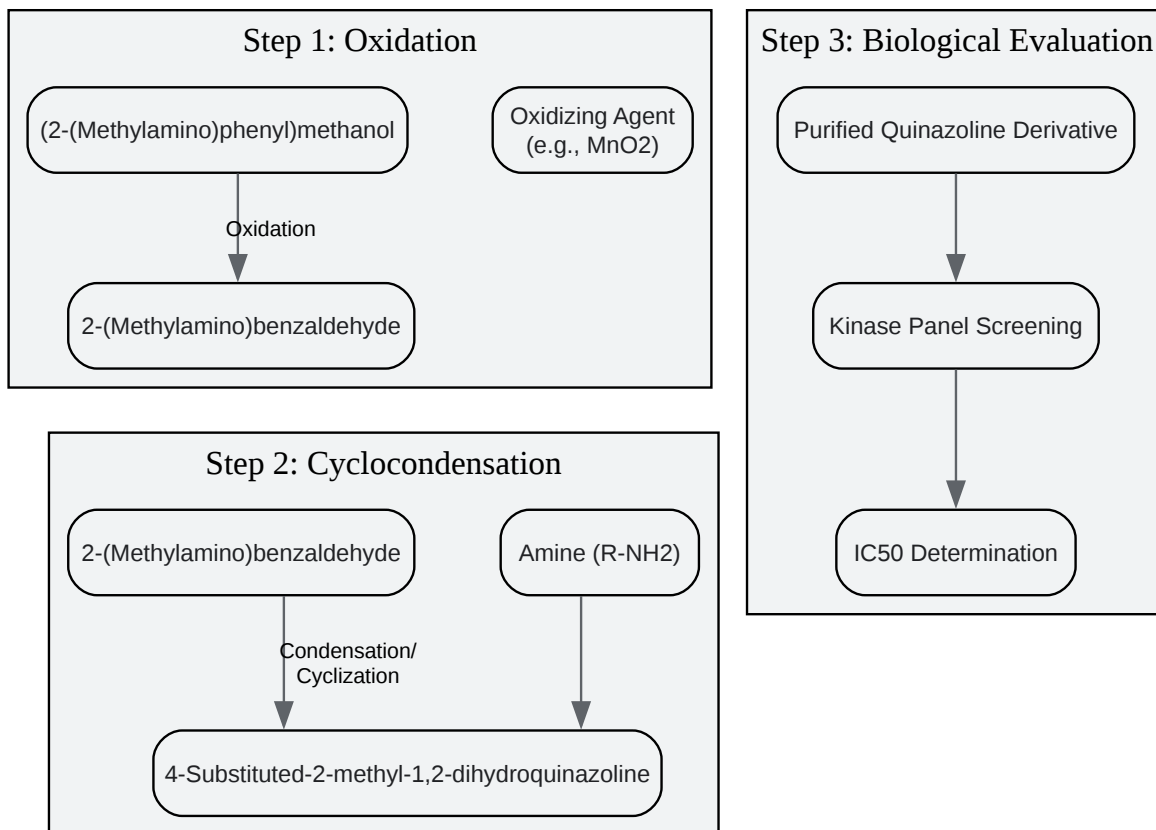 Step 1: Oxidation
(2-(Methylamino)phenyl)methanol
Oxidizing Agent
(e.g., MnO2)
Oxidation
2-(Methylamino)benzaldehyde
Step 2: Cyclocondensation
2-(Methylamino)benzaldehyde
Amine (R-NH2)
Condensation/
Cyclization
4-Substituted-2-methyl-1,2-dihydroquinazoline
Step 3: Biological Evaluation
Purified Quinazoline Derivative
Kinase Panel Screening
IC50 Determination